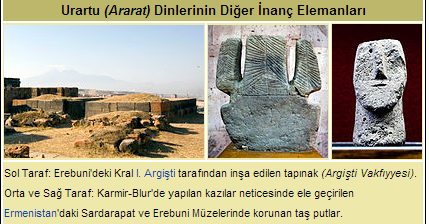 Urartu (Ararat) Dinlerinin Diğer İnanç Elemanları
Sol Taraf: Erebuni'deki Kral I. Argişti tarafından inşa edilen tapınak (Argişti Vakfiyyesi).
Orta ve Sağ Taraf: Karmir-Blur'de yapılan kazılar neticesinde ele geçirilen
Ermenistan'daki Sardarapat ve Erebuni Müzelerinde korunan taş putlar.